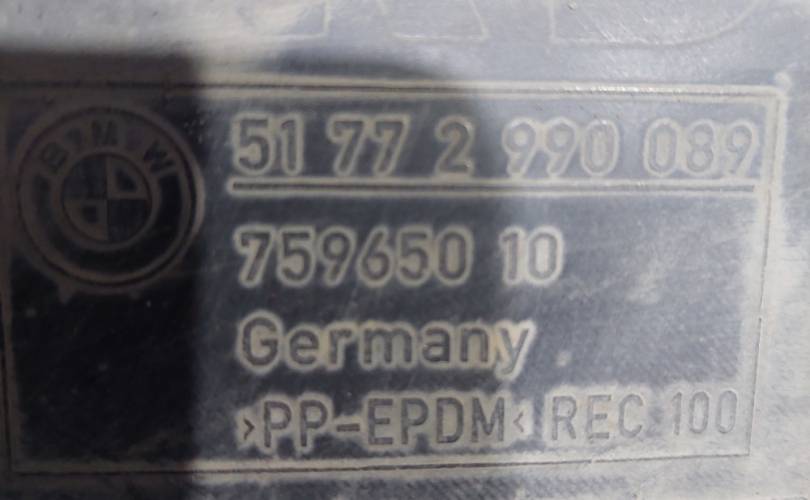 BMW
51 77 2 990 089
759650 10
Germany
>PP-EPDM< REC 100